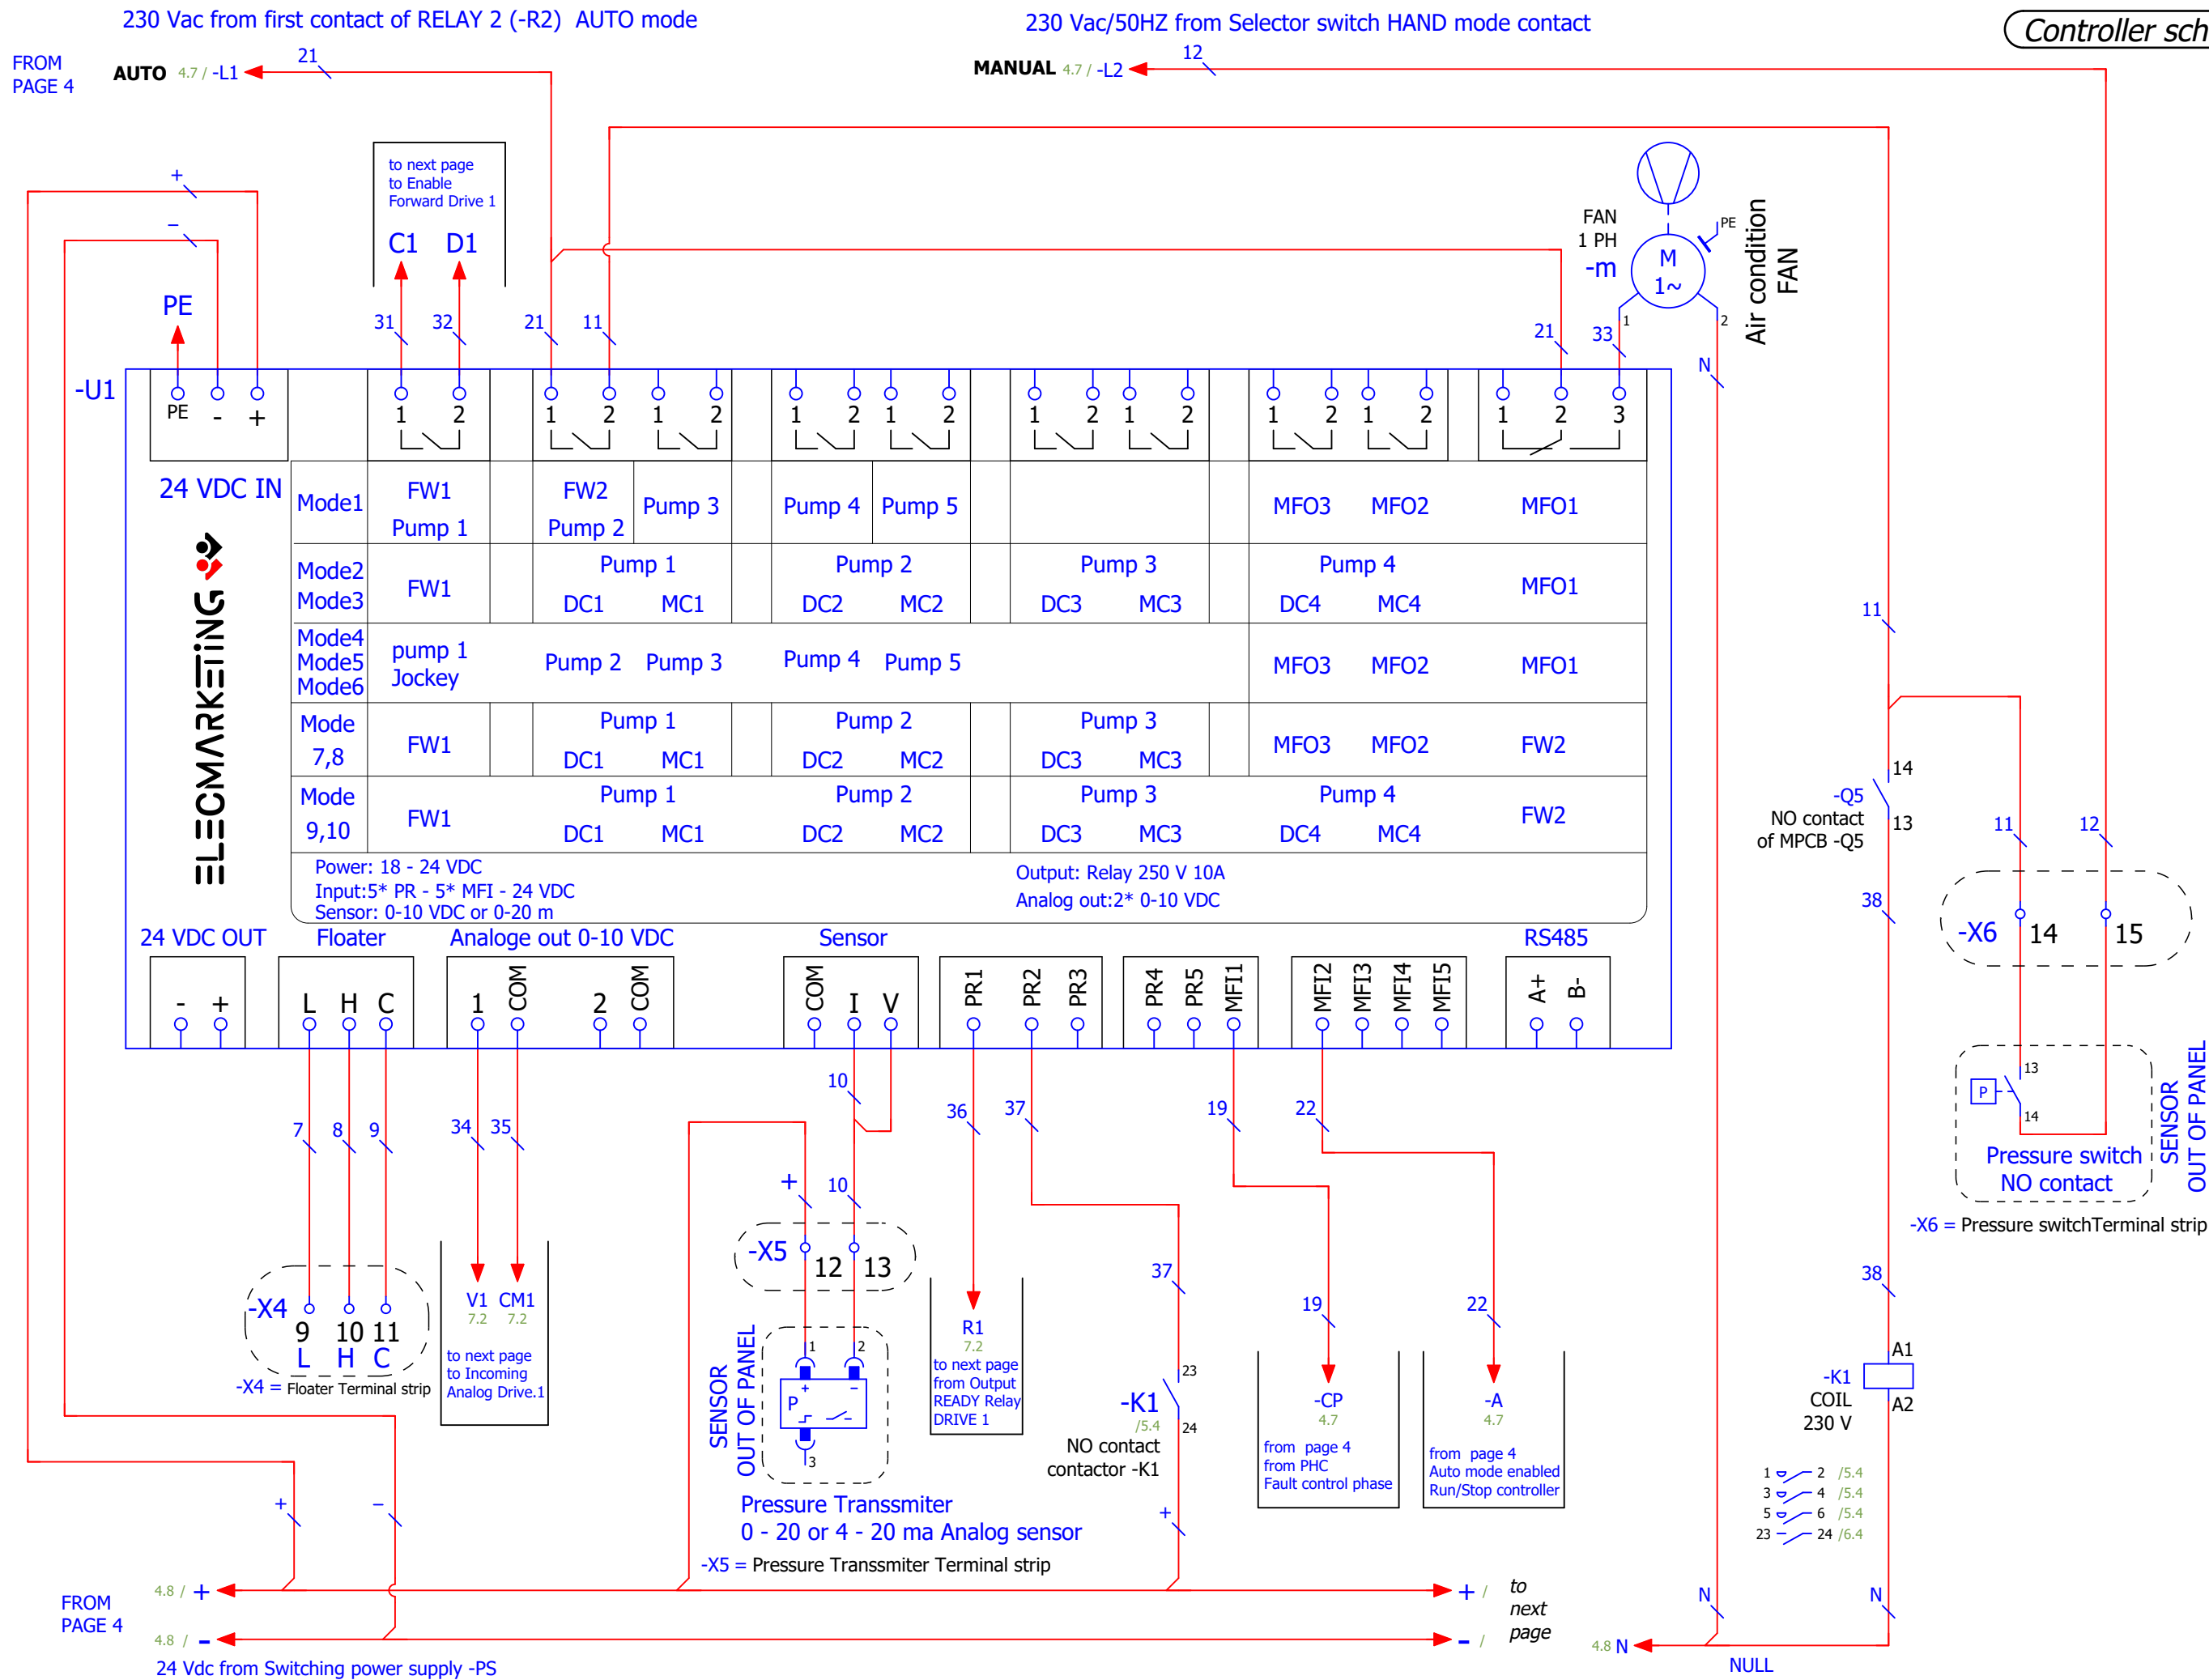 230 Vac from first contact of RELAY 2 (-R2)  AUTO mode
230 Vac/50HZ from Selector switch HAND mode contact
Controller sch
FROM
PAGE 4
AUTO 4.7 / -L1
21
MANUAL 4.7 / -L2
12
+
−
to next page
to Enable
Forward Drive 1
C1 D1
PE
31 32 21 11
FAN
1 PH
-m
M
1~
PE
1 2
Air condition
FAN
21 33
N
-U1
PE - +
1 2 1 2 1 2 1 2 1 2 1 2 1 2 1 2 1 2 3
24 VDC IN
Mode1
FW1
Pump 1
FW2
Pump 2
Pump 3
Pump 4
Pump 5
MFO3 MFO2 MFO1
Mode2
Mode3
FW1
Pump 1
DC1 MC1
Pump 2
DC2 MC2
Pump 3
DC3 MC3
Pump 4
DC4 MC4
MFO1
Mode4
Mode5
Mode6
pump 1
Jockey
Pump 2 Pump 3 Pump 4 Pump 5
MFO3 MFO2 MFO1
Mode
7,8
FW1
Pump 1
DC1 MC1
Pump 2
DC2 MC2
Pump 3
DC3 MC3
MFO3 MFO2 FW2
Mode
9,10
FW1
Pump 1
DC1 MC1
Pump 2
DC2 MC2
Pump 3
DC3 MC3
Pump 4
DC4 MC4
FW2
ELECMARKETiNG
Power: 18 - 24 VDC
Input:5* PR - 5* MFI - 24 VDC
Sensor: 0-10 VDC or 0-20 m
Output: Relay 250 V 10A
Analog out:2* 0-10 VDC
24 VDC OUT
Floater
Analoge out 0-10 VDC
Sensor
RS485
- +
L H C
1 COM 2 COM
COM I V
PR1 PR2 PR3
PR4 PR5 MFI1
MFI2 MFI3 MFI4 MFI5
A+ B-
11
14
-Q5
NO contact
of MPCB -Q5
13
38
11 12
-X6 14 15
P
13
14
Pressure switch
NO contact
SENSOR
OUT OF PANEL
-X6 = Pressure switchTerminal strip
7 8 9
34 35
10
36 37
19 22
+ 10
-X5 12 13
-X4
9 10 11
L H C
-X4 = Floater Terminal strip
V1 CM1
7.2 7.2
to next page
to Incoming
Analog Drive.1
SENSOR
OUT OF PANEL
1 2
+ −
P
3
Pressure Transsmiter
0 - 20 or 4 - 20 ma Analog sensor
-X5 = Pressure Transsmiter Terminal strip
R1
7.2
to next page
from Output
READY Relay
DRIVE 1
37
23
-K1
/5.4
24
NO contact
contactor -K1
+
19
-CP
4.7
from  page 4
from PHC
Fault control phase
22
-A
4.7
from  page 4
Auto mode enabled
Run/Stop controller
38
A1
-K1
COIL
230 V
A2
1 2 /5.4
3 4 /5.4
5 6 /5.4
23 24 /6.4
+ −
FROM
PAGE 4
4.8 / +
4.8 / -
24 Vdc from Switching power supply -PS
+ /
- /
to
next
page
N N
4.8 N
NULL